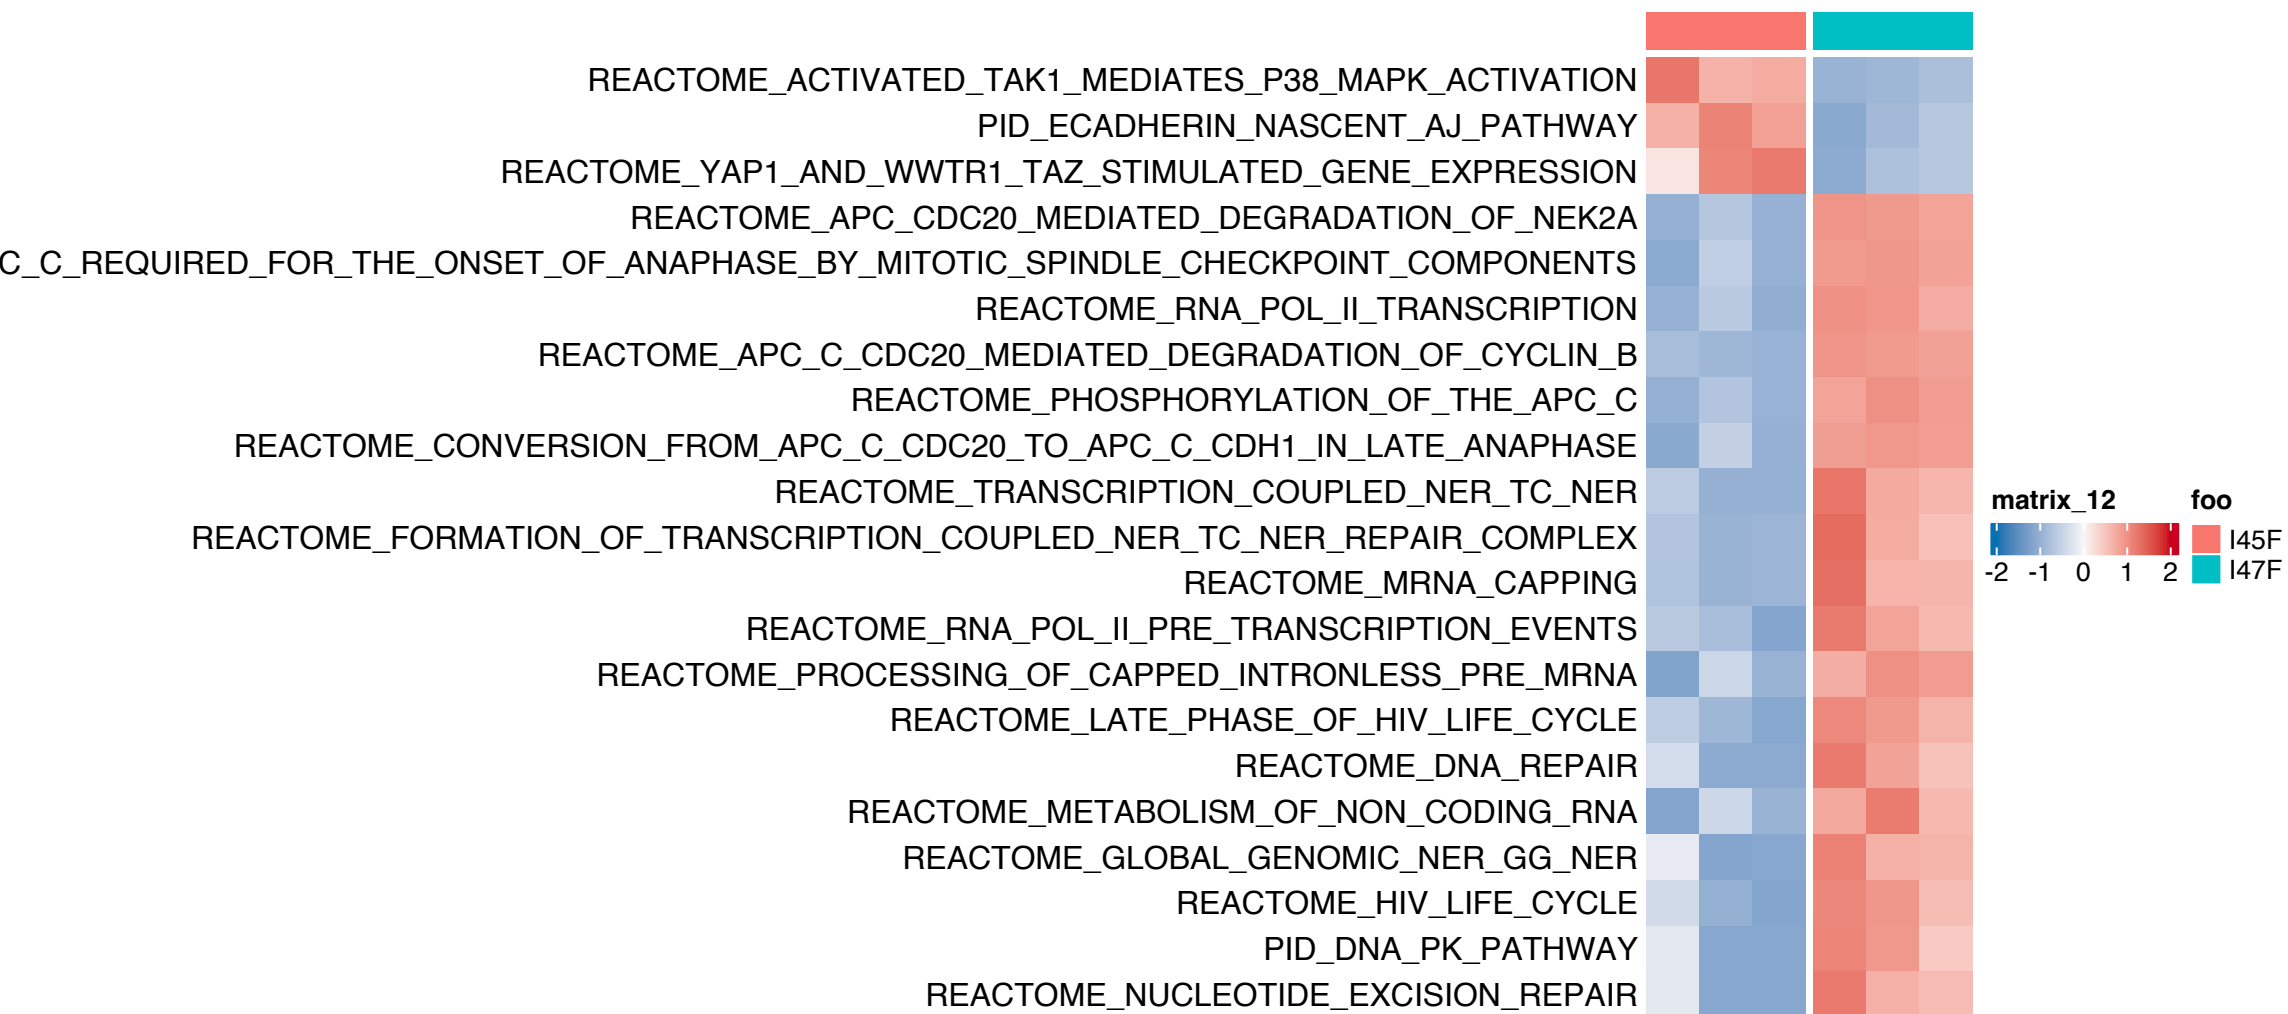 REACTOME_ACTIVATED_TAK1_MEDIATES_P38_MAPK_ACTIVATION
PID_ECADHERIN_NASCENT_AJ_PATHWAY
REACTOME_YAP1_AND_WWTR1_TAZ_STIMULATED_GENE_EXPRESSION
REACTOME_APC_CDC20_MEDIATED_DEGRADATION_OF_NEK2A
C_C_REQUIRED_FOR_THE_ONSET_OF_ANAPHASE_BY_MITOTIC_SPINDLE_CHECKPOINT_COMPONENTS
REACTOME_RNA_POL_II_TRANSCRIPTION
REACTOME_APC_C_CDC20_MEDIATED_DEGRADATION_OF_CYCLIN_B
REACTOME_PHOSPHORYLATION_OF_THE_APC_C
REACTOME_CONVERSION_FROM_APC_C_CDC20_TO_APC_C_CDH1_IN_LATE_ANAPHASE
REACTOME_TRANSCRIPTION_COUPLED_NER_TC_NER
REACTOME_FORMATION_OF_TRANSCRIPTION_COUPLED_NER_TC_NER_REPAIR_COMPLEX
REACTOME_MRNA_CAPPING
REACTOME_RNA_POL_II_PRE_TRANSCRIPTION_EVENTS
REACTOME_PROCESSING_OF_CAPPED_INTRONLESS_PRE_MRNA
REACTOME_LATE_PHASE_OF_HIV_LIFE_CYCLE
REACTOME_DNA_REPAIR
REACTOME_METABOLISM_OF_NON_CODING_RNA
REACTOME_GLOBAL_GENOMIC_NER_GG_NER
REACTOME_HIV_LIFE_CYCLE
PID_DNA_PK_PATHWAY
REACTOME_NUCLEOTIDE_EXCISION_REPAIR
matrix_12
-2 -1 0 1 2
foo
I45F
I47F